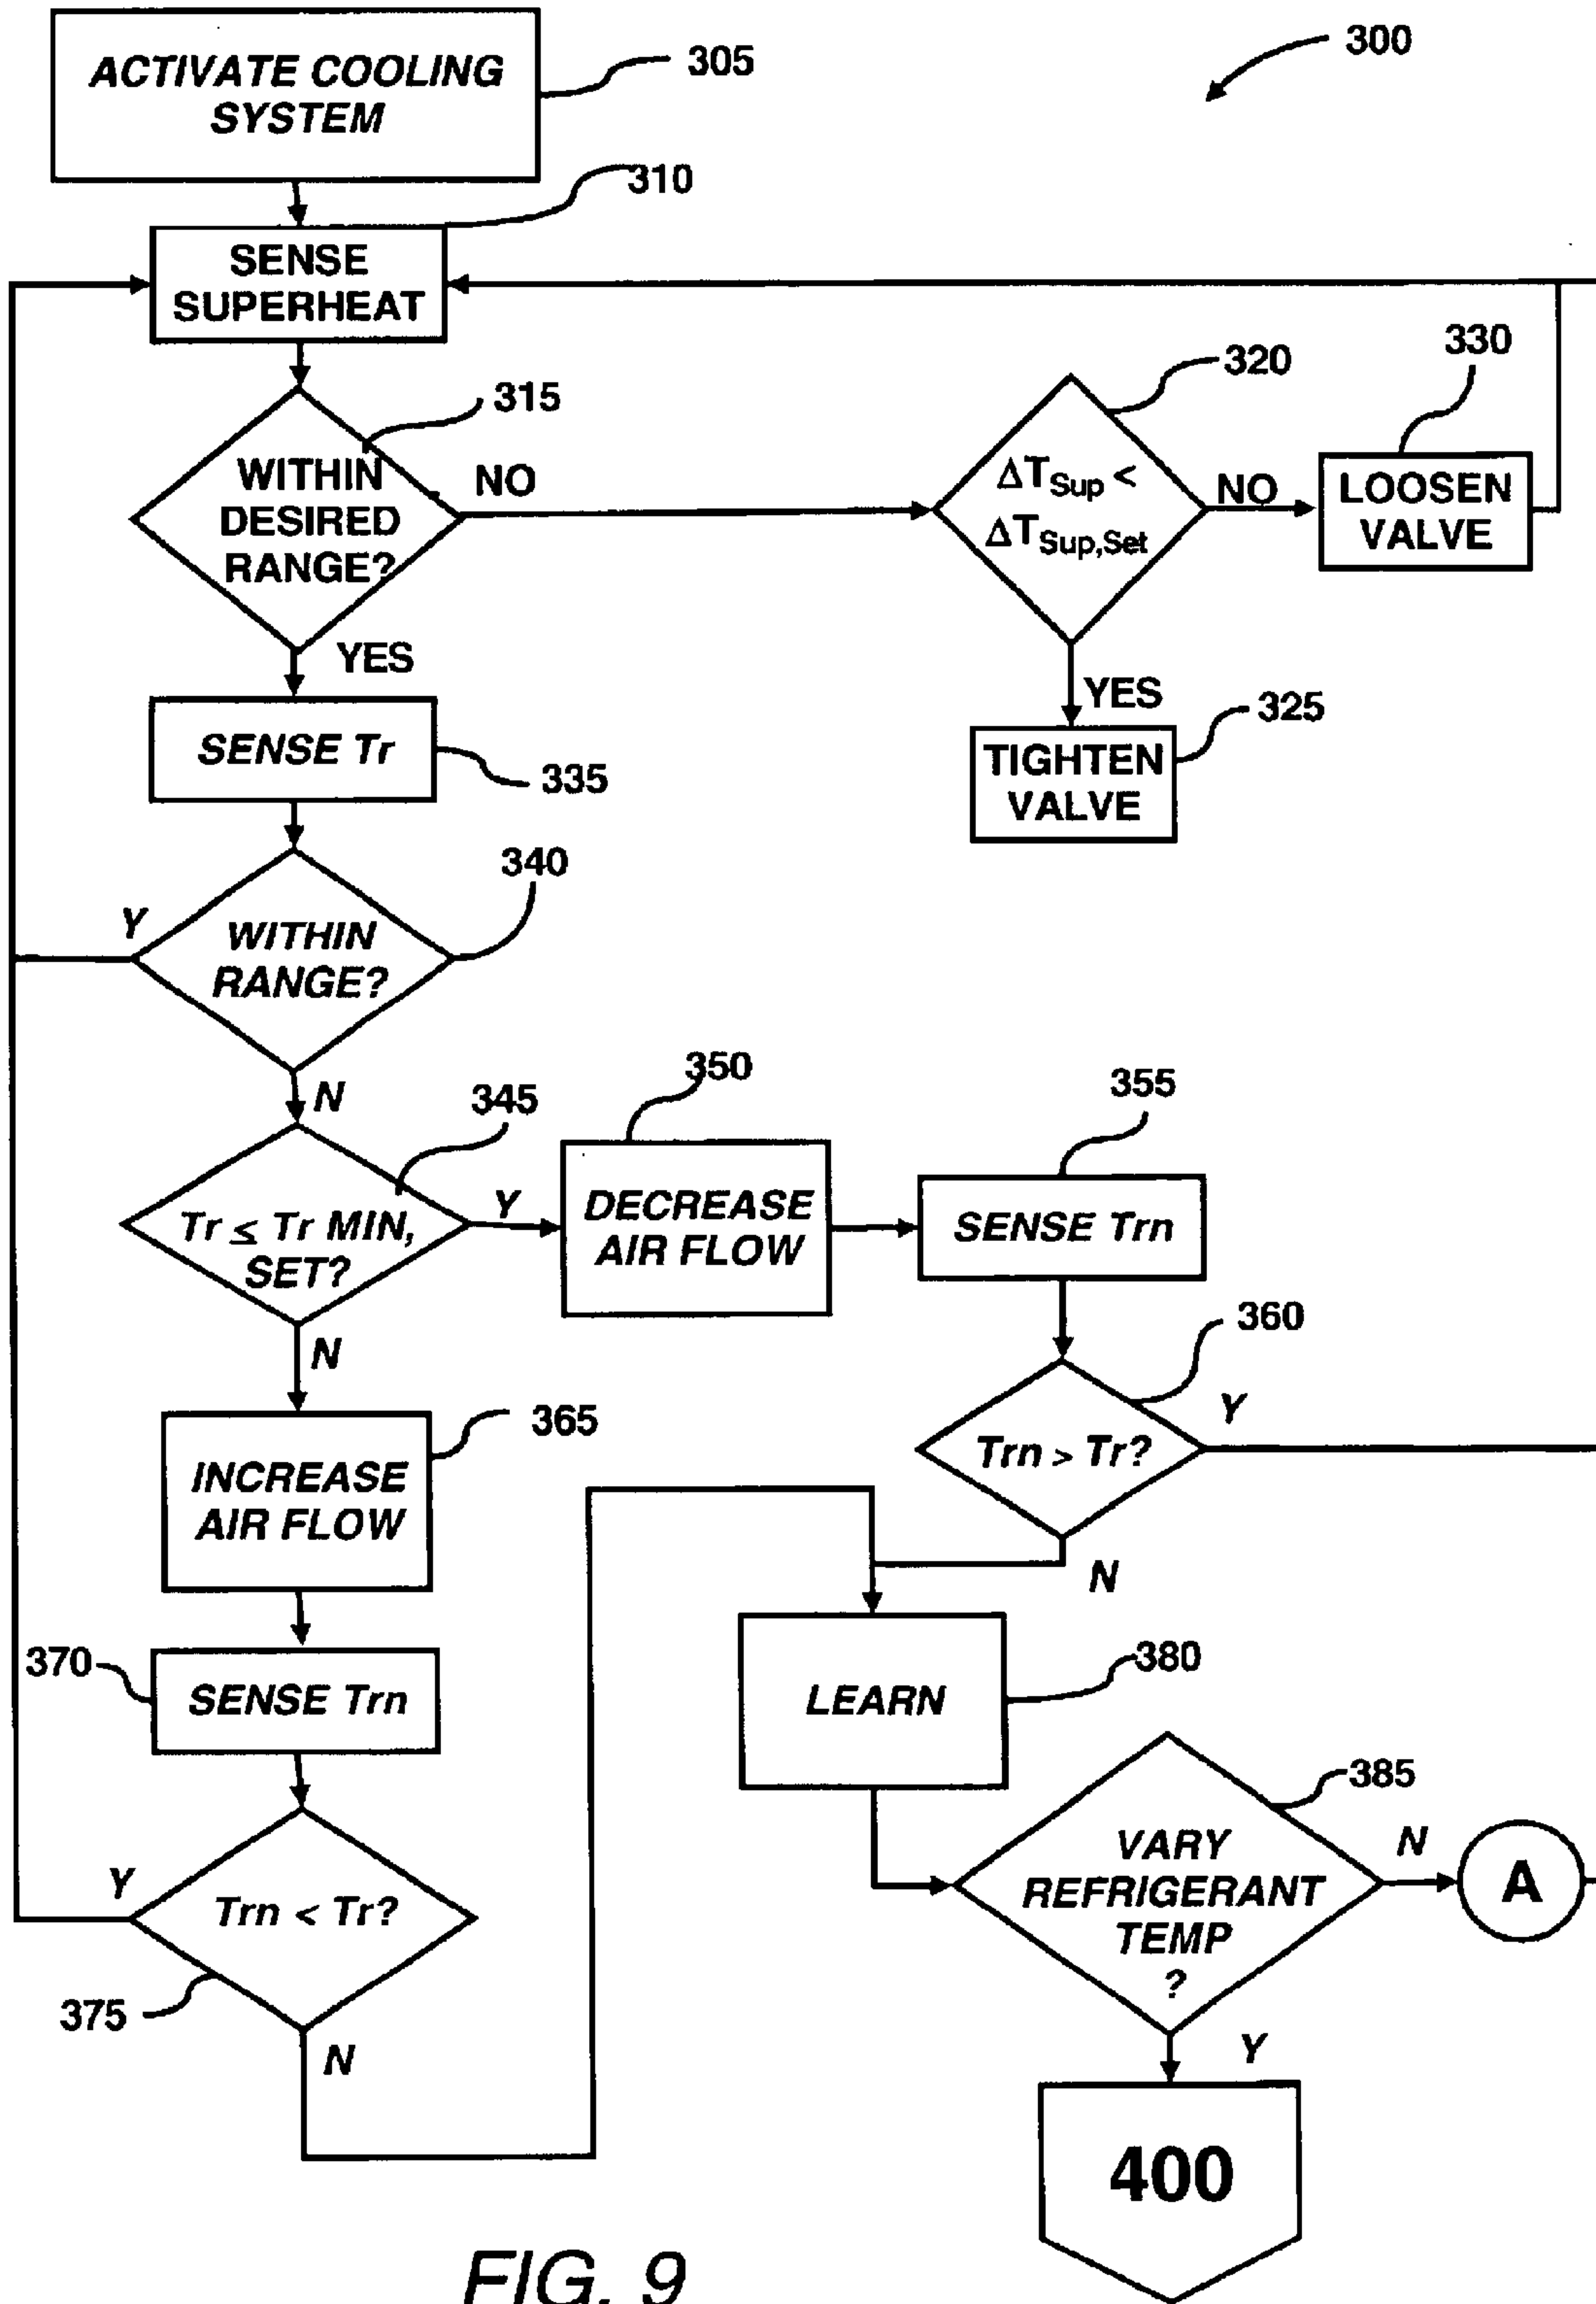 300
ACTIVATE COOLING
SYSTEM
305
310
SENSE
SUPERHEAT
315
WITHIN
DESIRED
RANGE?
NO
320
ΔTSup <
ΔTSup,Set
NO
330
LOOSEN
VALVE
YES
YES
325
TIGHTEN
VALVE
SENSE Tr
335
340
Y
WITHIN
RANGE?
N
345
Tr ≤ Tr MIN,
SET?
Y
350
DECREASE
AIR FLOW
355
SENSE Trn
360
Trn > Tr?
Y
N
N
365
INCREASE
AIR FLOW
370
SENSE Trn
Y
Trn < Tr?
375
N
380
LEARN
385
VARY
REFRIGERANT
TEMP
?
N
A
Y
400
FIG. 9